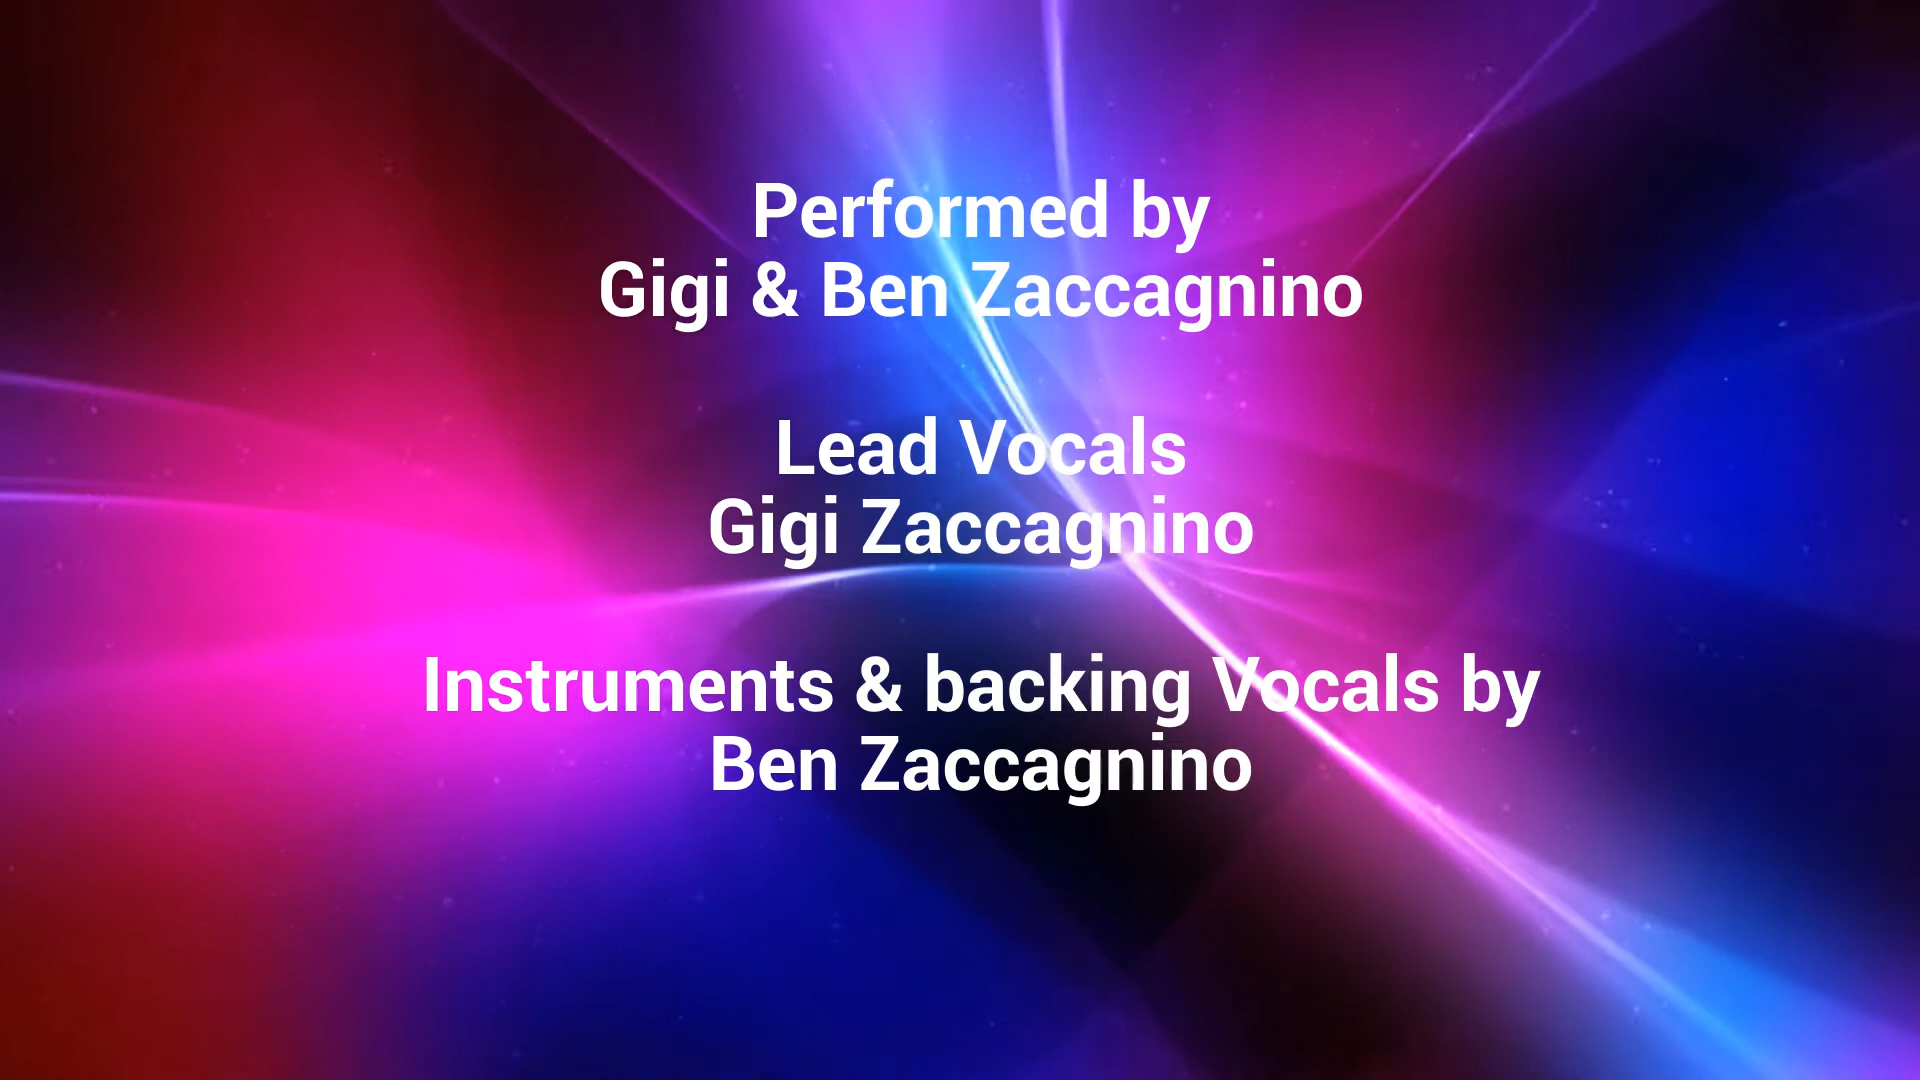 Performed by
Gigi & Ben Zaccagnino
Lead Vocals
Gigi Zaccagnino
Instruments & backing Vocals by
Ben Zaccagnino